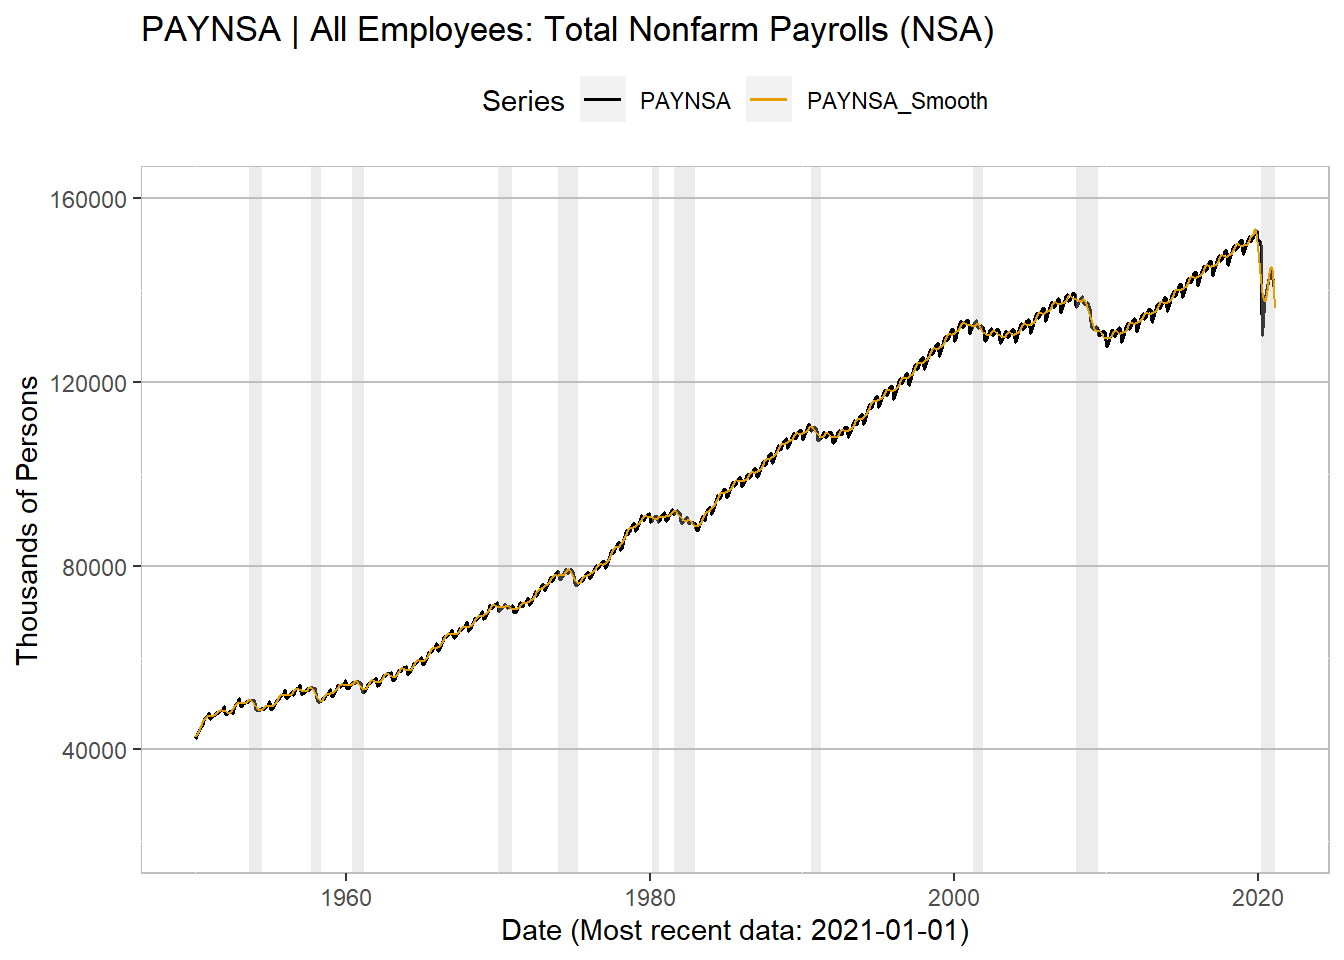 PAYNSA | All Employees: Total Nonfarm Payrolls (NSA)
Series PAYNSA PAYNSA_Smooth
160000
120000
80000
40000
Thousands of Persons
1960 1980 2000 2020
Date (Most recent data: 2021-01-01)